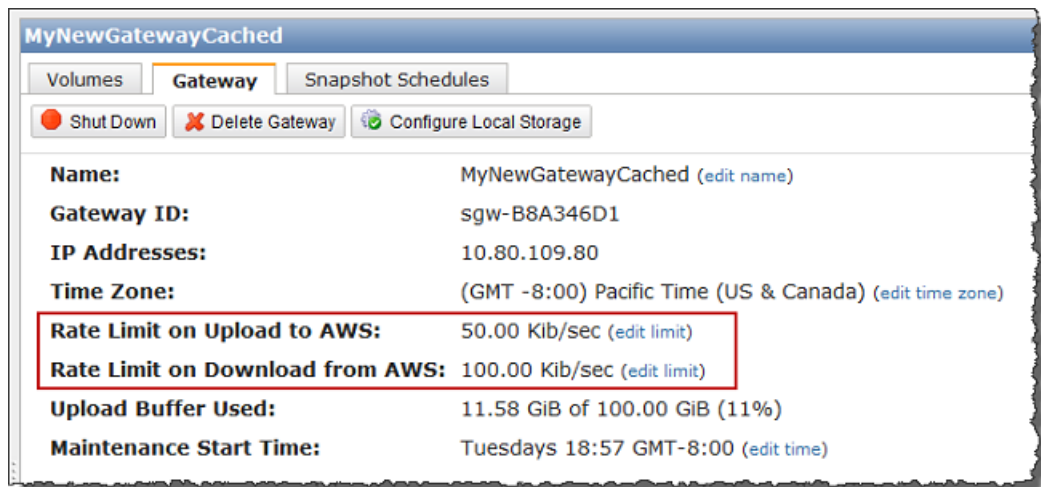 MyNewGatewayCached
Volumes Gateway Snapshot Schedules
Shut Down Delete Gateway Configure Local Storage
Name: MyNewGatewayCached (edit name)
Gateway ID: sgw-B8A346D1
IP Addresses: 10.80.109.80
Time Zone: (GMT -8:00) Pacific Time (US & Canada) (edit time zone)
Rate Limit on Upload to AWS: 50.00 Kib/sec (edit limit)
Rate Limit on Download from AWS: 100.00 Kib/sec (edit limit)
Upload Buffer Used: 11.58 GiB of 100.00 GiB (11%)
Maintenance Start Time: Tuesdays 18:57 GMT-8:00 (edit time)